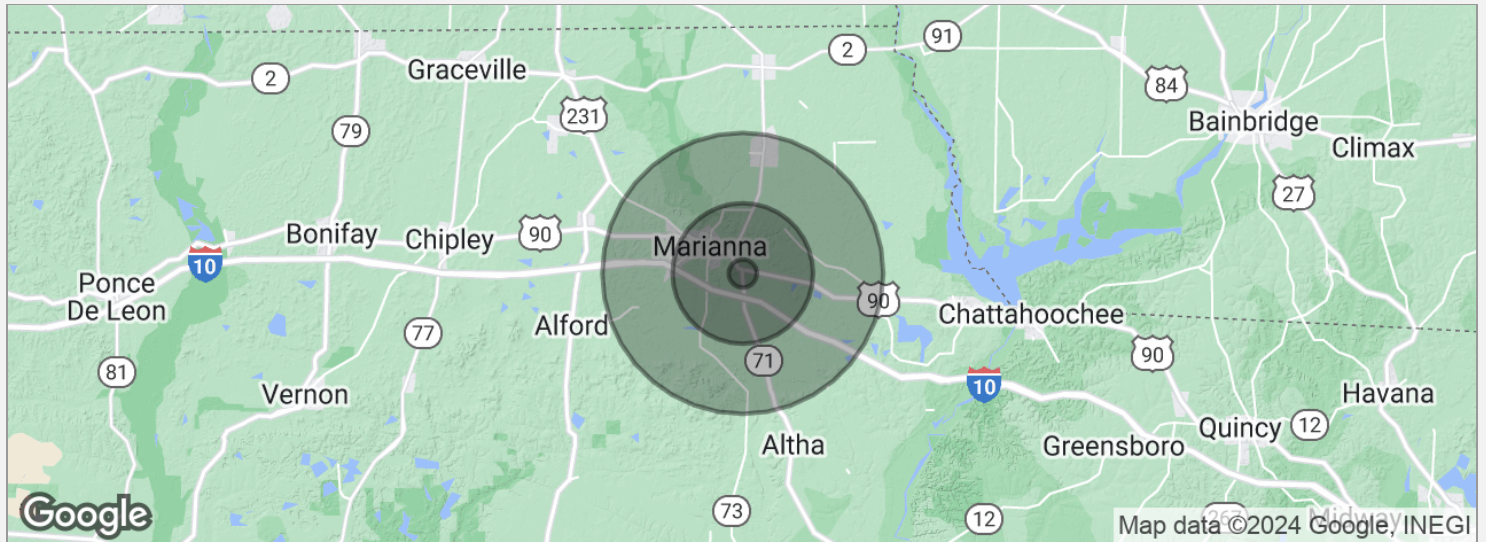 91
2
84
Graceville
2
231
79
Bainbridge
Climax
27
90
Bonifay
Chipley
Marianna
10
Ponce
De Leon
90
Chattahoochee
Alford
77
90
71
81
10
Vernon
Havana
12
Quincy
Altha
Greensboro
73
12
267
Midway
Google
Map data ©2024 Google, INEGI